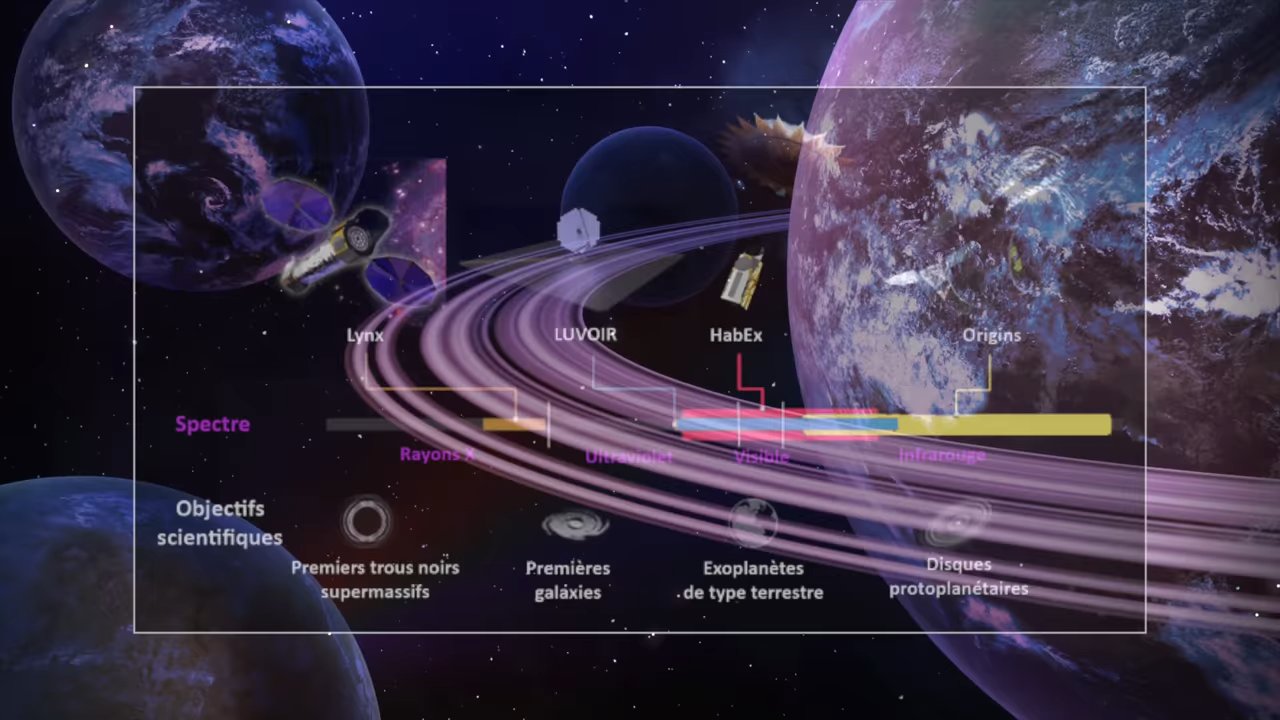 Lynx
LUVOIR
HabEx
Origins
Spectre
Rayons X
Ultraviolet
Visible
Infrarouge
Objectifs
scientifiques
Premiers trous noirs
supermassifs
Premières
galaxies
Exoplanètes
de type terrestre
Disques
protoplanétaires